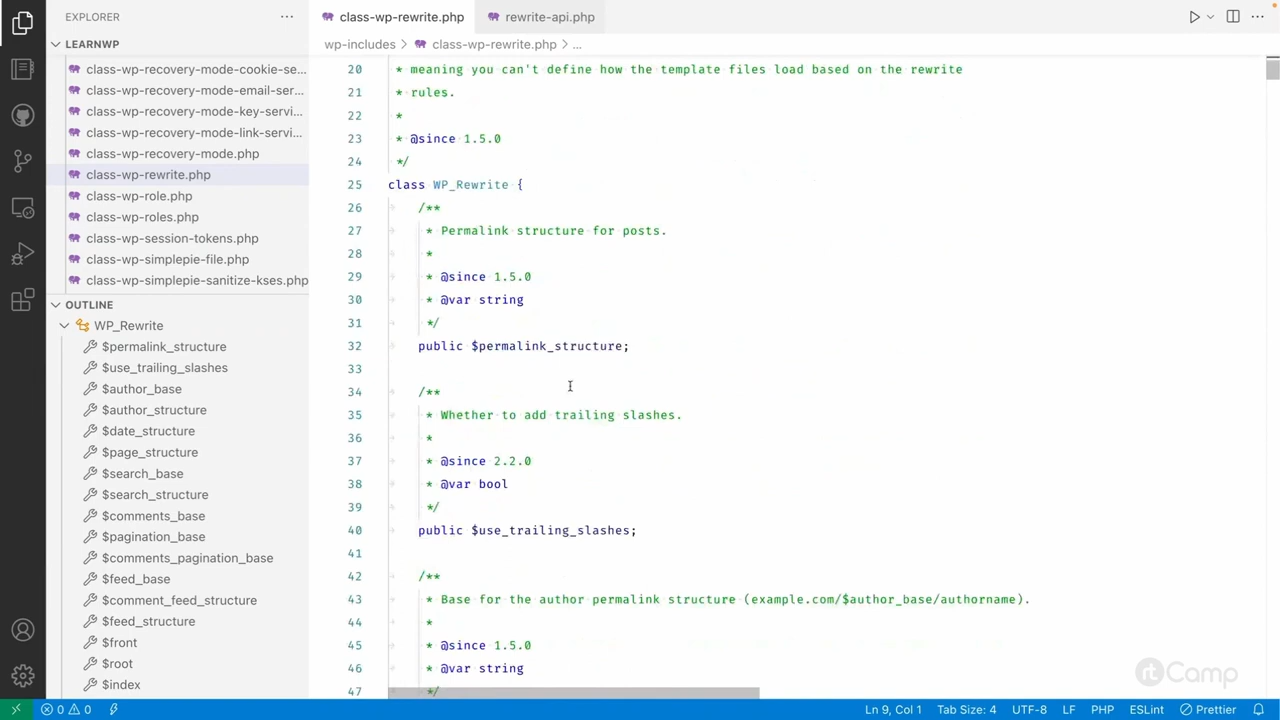 EXPLORER
class-wp-rewrite.php
rewrite-api.php
LEARNWP
wp-includes > class-wp-rewrite.php > ...
class-wp-recovery-mode-cookie-se...
class-wp-recovery-mode-email-ser...
class-wp-recovery-mode-key-servi...
class-wp-recovery-mode-link-servi...
class-wp-recovery-mode.php
class-wp-rewrite.php
class-wp-role.php
class-wp-roles.php
class-wp-session-tokens.php
class-wp-simplepie-file.php
class-wp-simplepie-sanitize-kses.php
OUTLINE
WP_Rewrite
$permalink_structure
$use_trailing_slashes
$author_base
$author_structure
$date_structure
$page_structure
$search_base
$search_structure
$comments_base
$pagination_base
$comments_pagination_base
$feed_base
$comment_feed_structure
$feed_structure
$front
$root
$index
20 * meaning you can't define how the template files load based on the rewrite
21 * rules.
22 *
23 * @since 1.5.0
24 */
25 class WP_Rewrite {
26 /**
27 * Permalink structure for posts.
28 *
29 * @since 1.5.0
30 * @var string
31 */
32 public $permalink_structure;
33
34 /**
35 * Whether to add trailing slashes.
36 *
37 * @since 2.2.0
38 * @var bool
39 */
40 public $use_trailing_slashes;
41
42 /**
43 * Base for the author permalink structure (example.com/$author_base/authorname).
44 *
45 * @since 1.5.0
46 * @var string
47 */
rtCamp
0 0 Ln 9, Col 1 Tab Size: 4 UTF-8 LF PHP ESLint Prettier